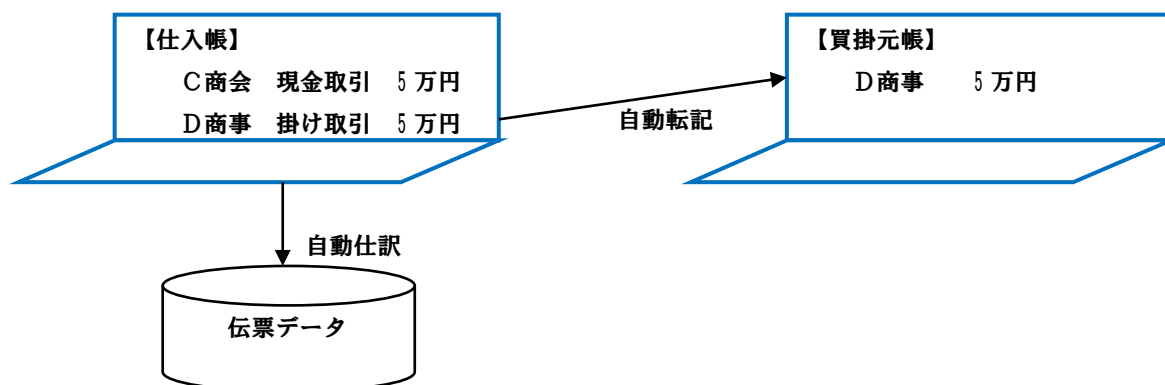 【仕入帳】
C商会 現金取引 5万円
D商事 掛け取引 5万円
自動転記
【買掛元帳】
D商事 5万円
自動仕訳
伝票データ